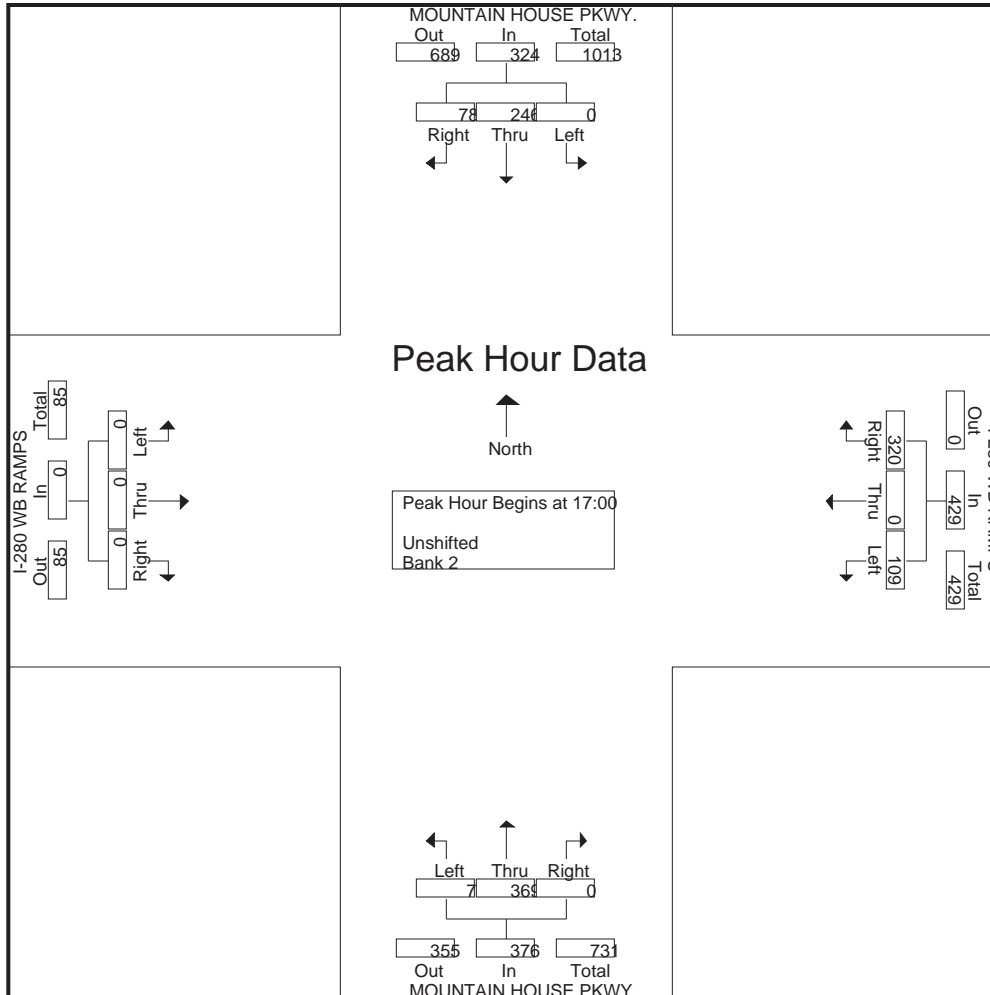 MOUNTAIN HOUSE PKWY.
Out In Total
689 324 1013
78 246 0
Right Thru Left
Peak Hour Data
North
Peak Hour Begins at 17:00
Unshifted
Bank 2
I-280 WB RAMPS
Out In Total
85 0 85
0 0 0
Right Thru Left
Right Thru Left
320 0 109
Out In Total
0 429 429
Left Thru Right
7 369 0
355 376 731
Out In Total
MOUNTAIN HOUSE PKWY